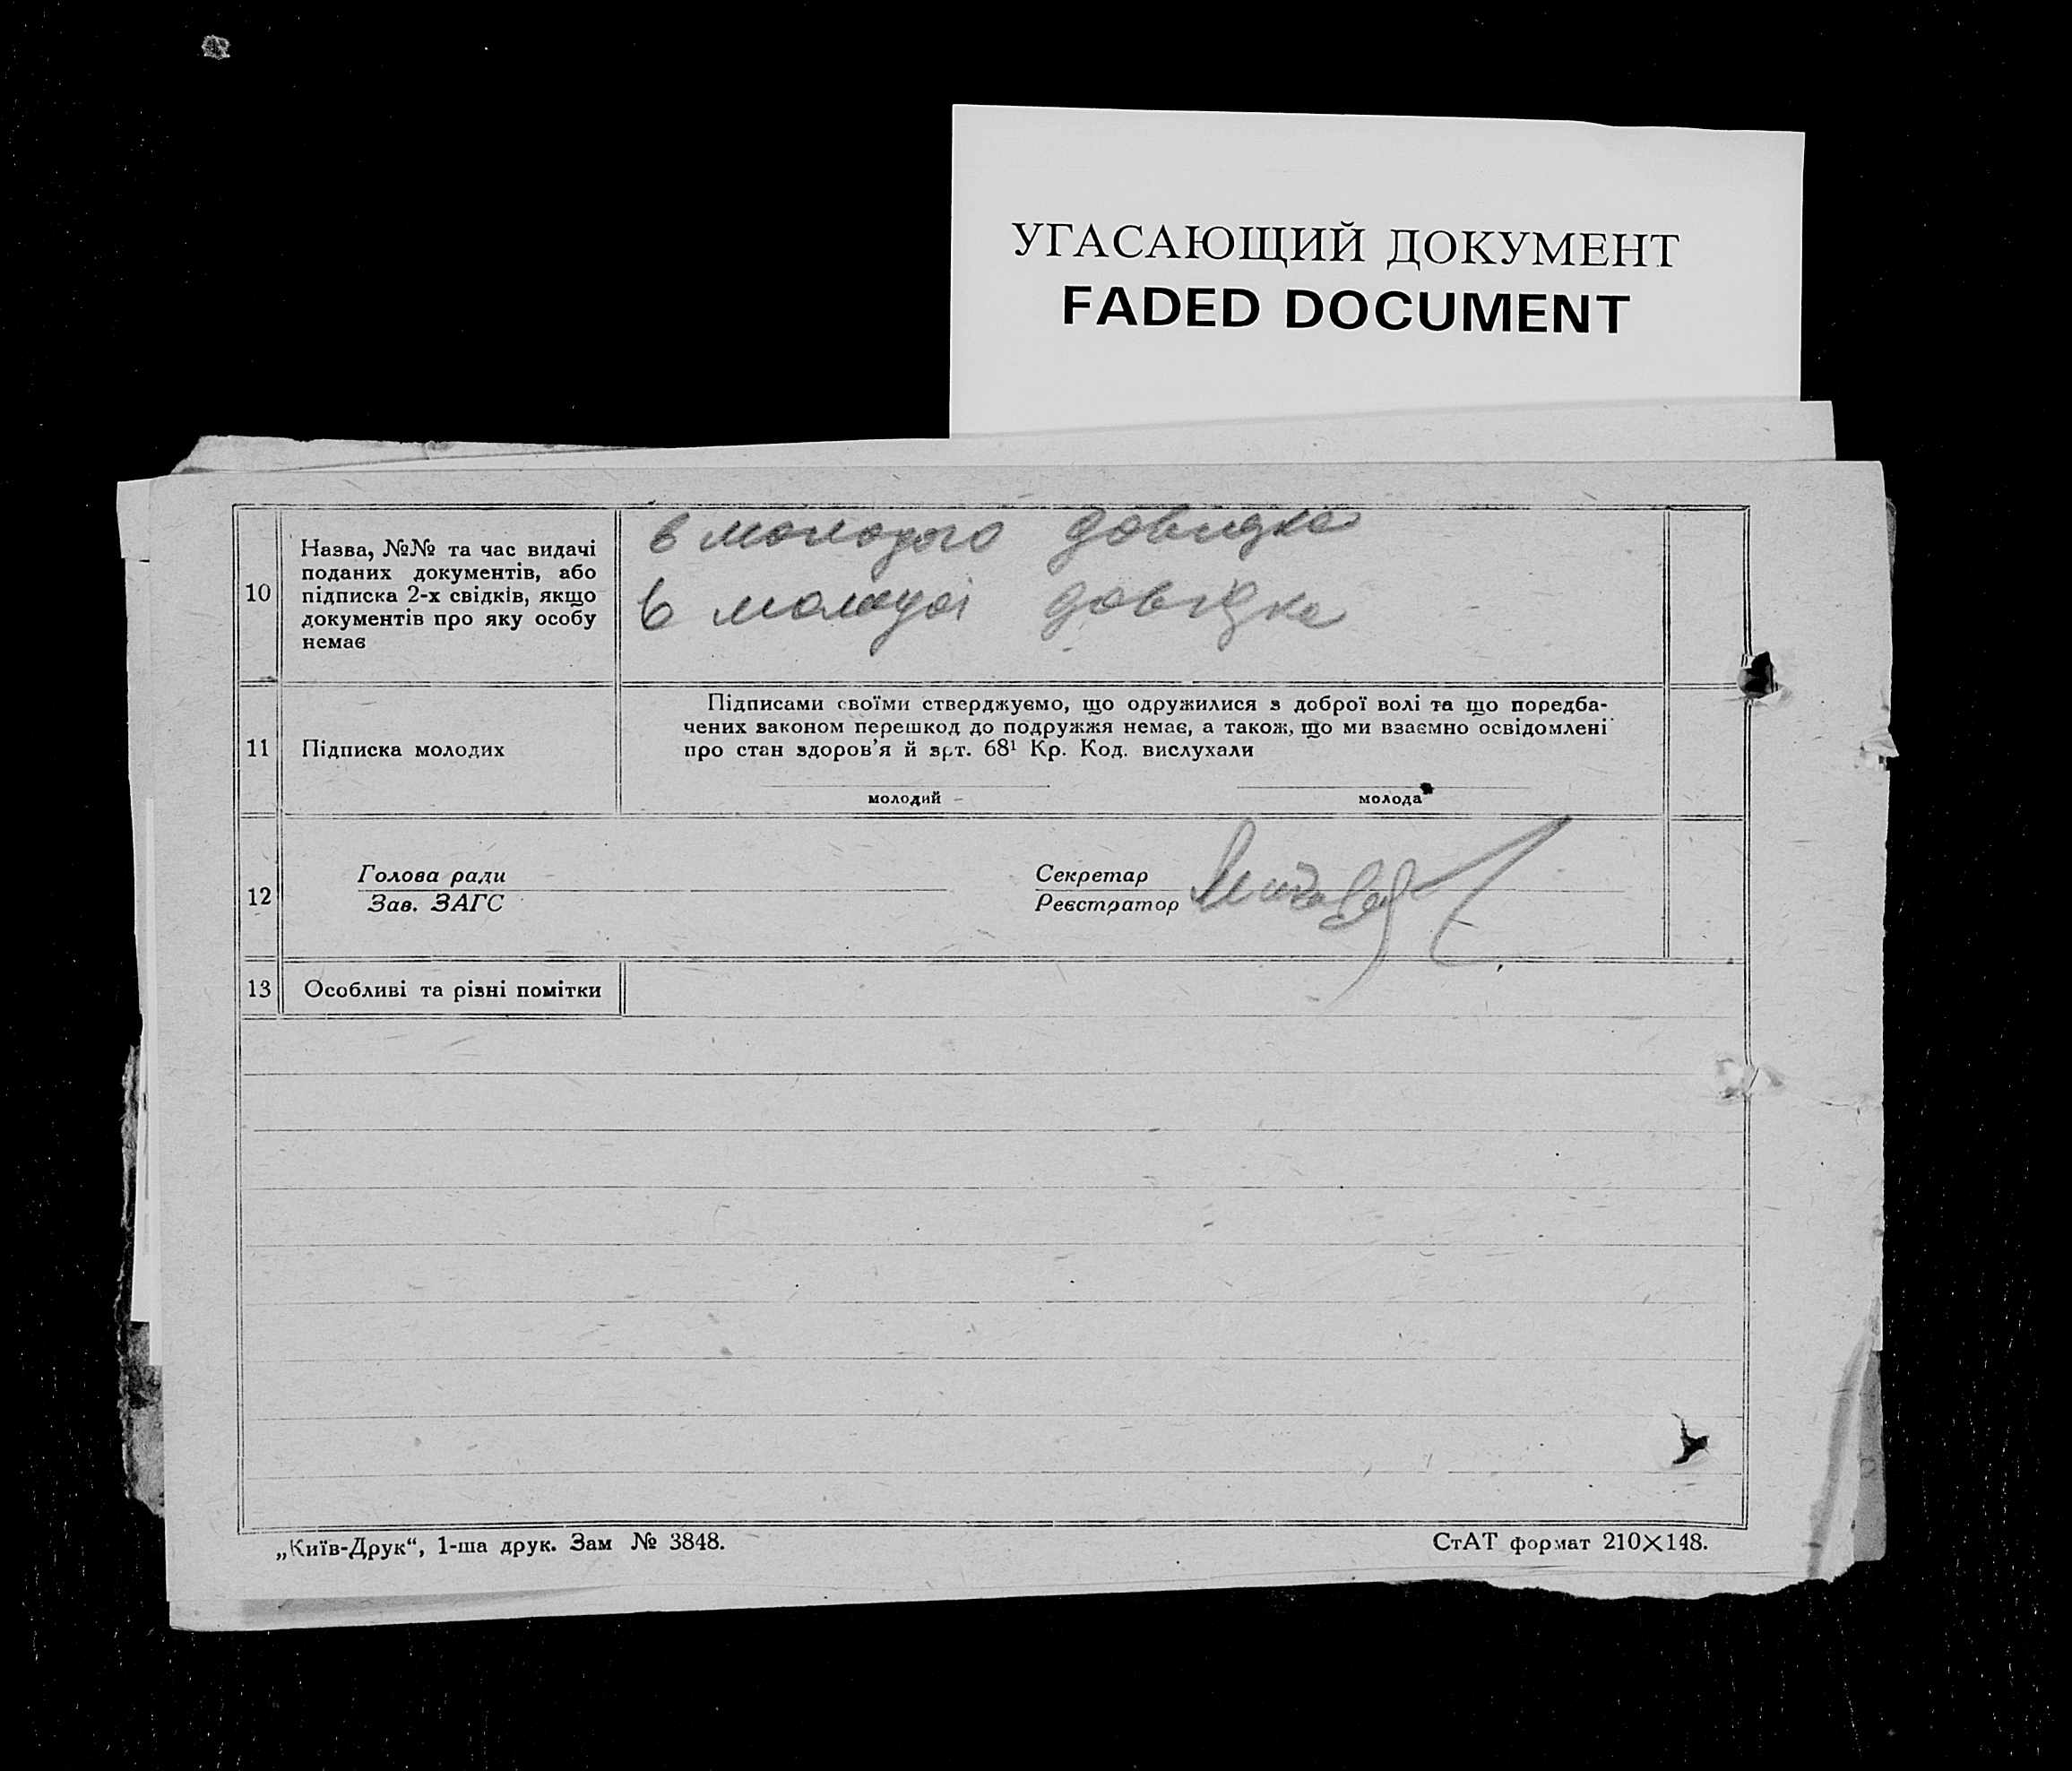 УГАСАЮЩИЙ ДОКУМЕНТ
FADED DOCUMENT
10
Назва, №№ та час видачі
поданих документів, або
підписка 2-х свідків, якщо
документів про яку особу
немає
в молодого довидка
в молодої довідка
11
Підписка молодих
Підписами своїми стверджуємо, що одружилися з доброї волі та що поредба-
чених законом перешкод до подружжя немає, а також, що ми взаємно освідомлені
про стан здоров'я й врт. 68¹ Кр. Код. вислухали
молодий
молода
12
Голова ради
Зав. ЗАГС
Секретар
Реєстратор
13
Особливі та різні помітки
„Київ-Друк“, 1-ша друк. Зам № 3848.
СтАТ формат 210×148.